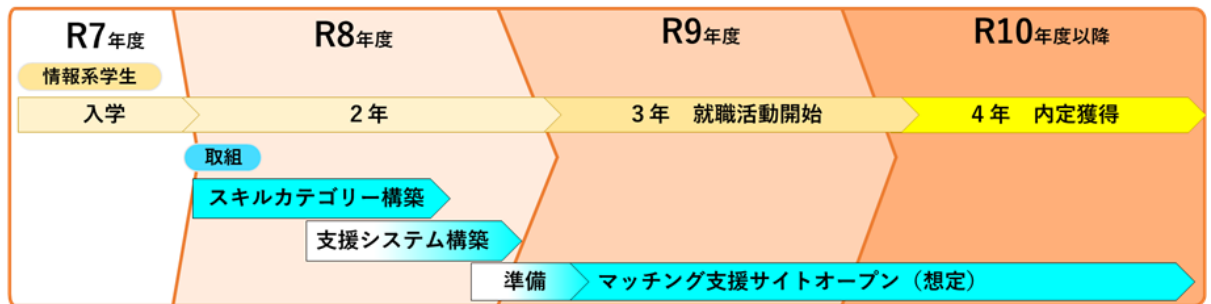 R7年度 R8年度 R9年度 R10年度以降
情報系学生
入学 2年 3年 就職活動開始 4年 内定獲得
取組
スキルカテゴリー構築
支援システム構築
準備 マッチング支援サイトオープン（想定）